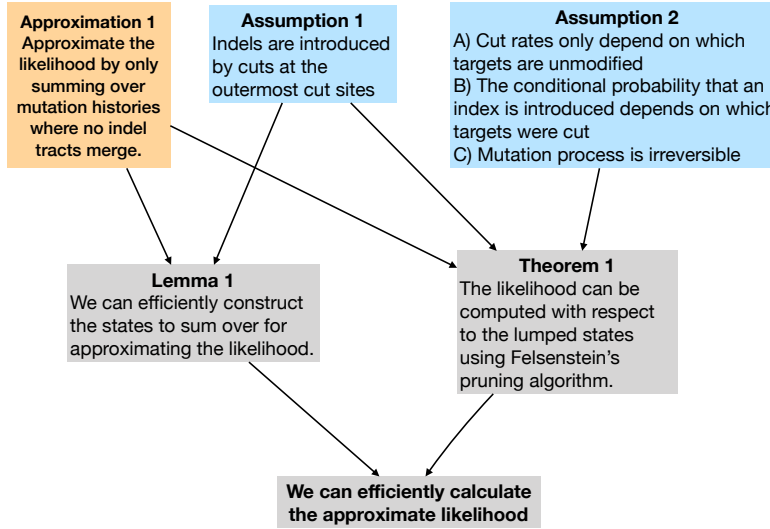 Approximation 1
Approximate the
likelihood by only
summing over
mutation histories
where no indel
tracts merge.
Assumption 1
Indels are introduced
by cuts at the
outermost cut sites
Assumption 2
A) Cut rates only depend on which
targets are unmodified
B) The conditional probability that an
index is introduced depends on which
targets were cut
C) Mutation process is irreversible
Lemma 1
We can efficiently construct
the states to sum over for
approximating the likelihood.
Theorem 1
The likelihood can be
computed with respect
to the lumped states
using Felsenstein’s
pruning algorithm.
We can efficiently calculate
the approximate likelihood